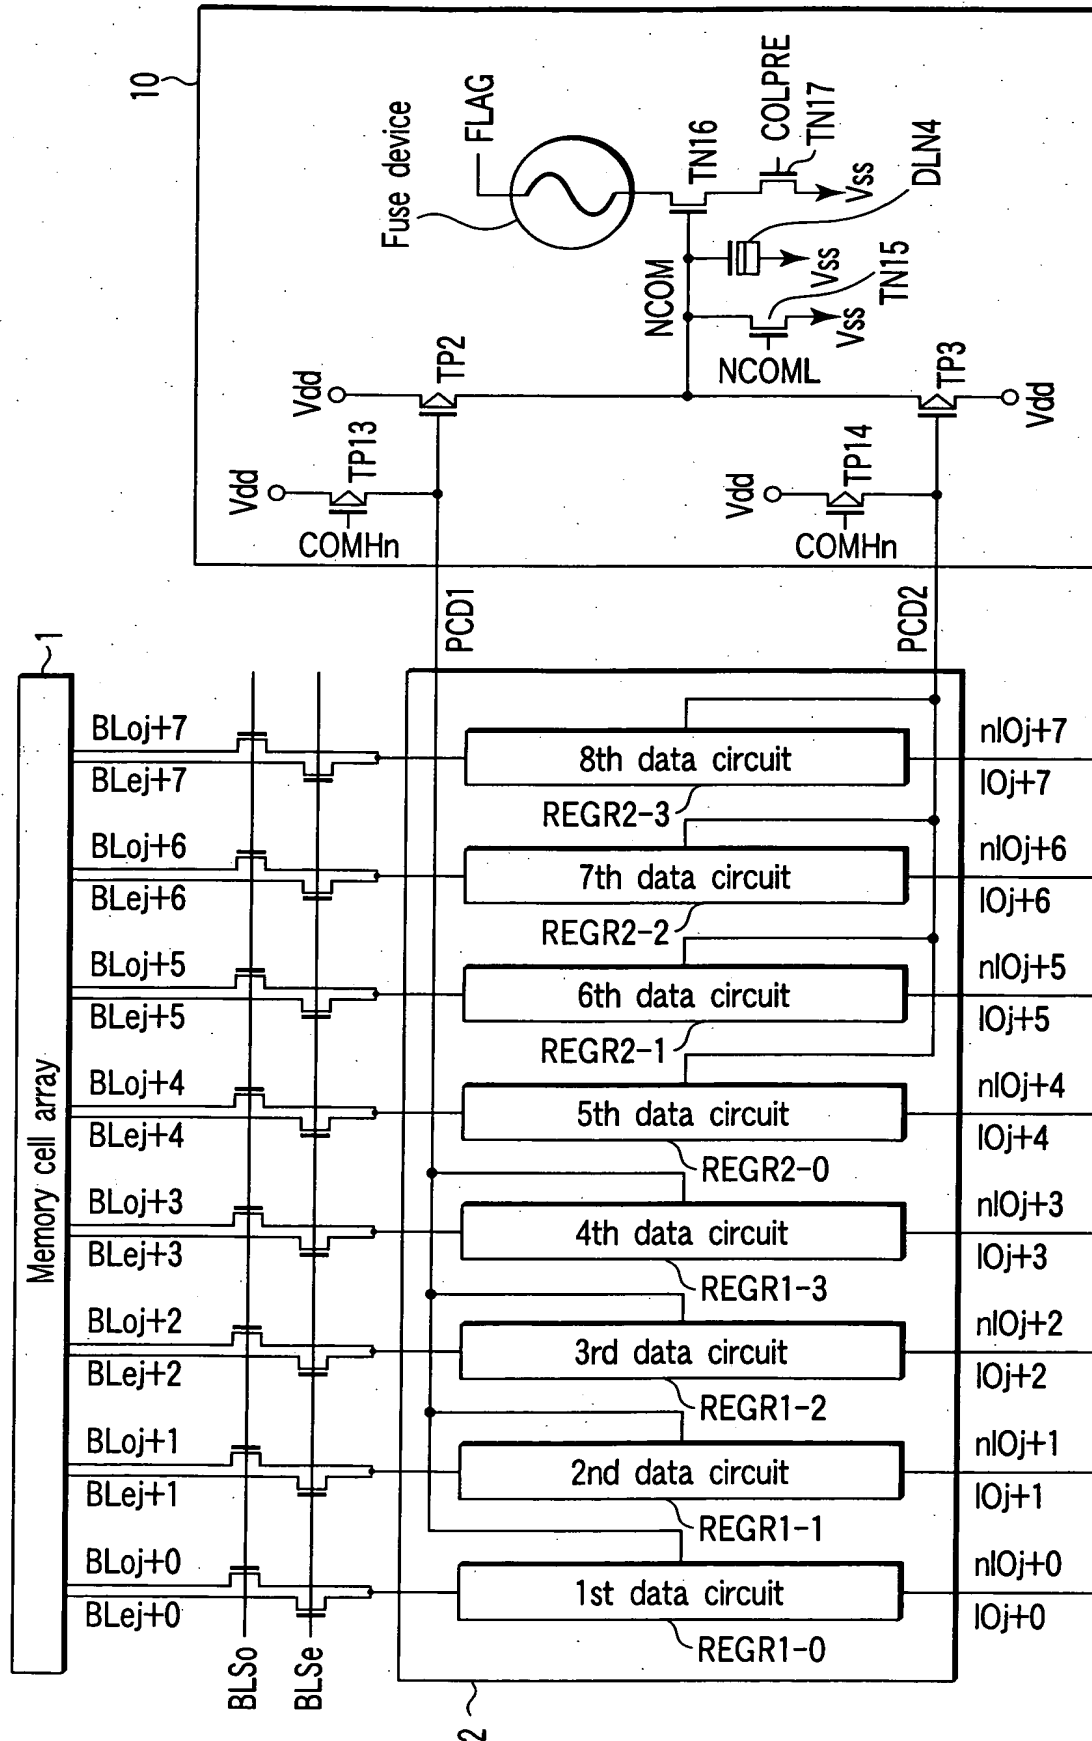 10
Fuse device
FLAG
TN16
COLPRE
TN17
Vss
DLN4
Vss
TN15
Vss
NCOM
NCOML
Vdd
TP2
Vdd
TP13
COMHn
TP3
Vdd
Vdd
TP14
COMHn
PCD1
PCD2
1
Memory cell array
BLoj+7
BLej+7
8th data circuit
REGR2-3
nIOj+7
IOj+7
BLoj+6
BLej+6
7th data circuit
REGR2-2
nIOj+6
IOj+6
BLoj+5
BLej+5
6th data circuit
REGR2-1
nIOj+5
IOj+5
BLoj+4
BLej+4
5th data circuit
REGR2-0
nIOj+4
IOj+4
BLoj+3
BLej+3
4th data circuit
REGR1-3
nIOj+3
IOj+3
BLoj+2
BLej+2
3rd data circuit
REGR1-2
nIOj+2
IOj+2
BLoj+1
BLej+1
2nd data circuit
REGR1-1
nIOj+1
IOj+1
BLoj+0
BLej+0
1st data circuit
REGR1-0
nIOj+0
IOj+0
BLSo
BLSe
2